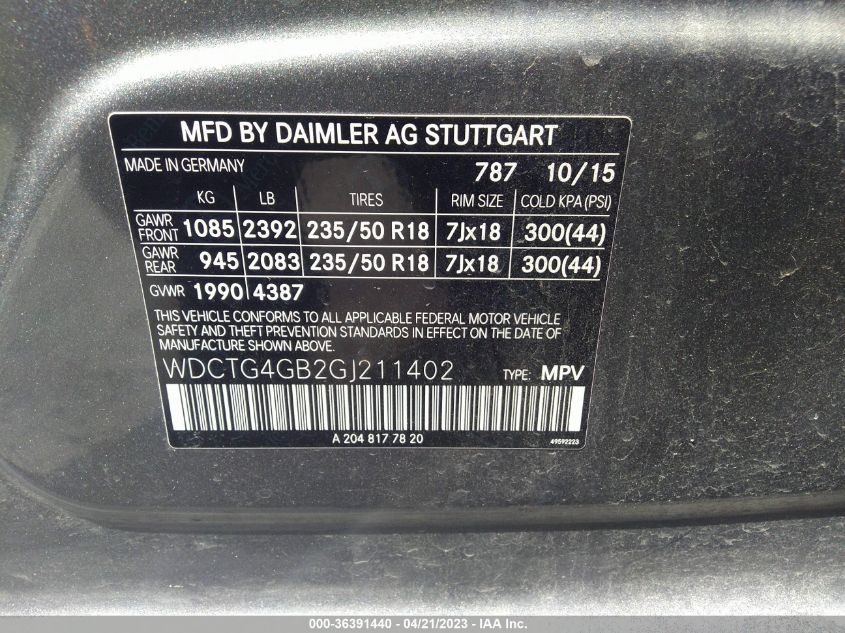 MFD BY DAIMLER AG STUTTGART
MADE IN GERMANY 787 10/15
KG LB TIRES RIM SIZE COLD KPA (PSI)
GAWR FRONT 1085 2392 235/50 R18 7Jx18 300(44)
GAWR REAR 945 2083 235/50 R18 7Jx18 300(44)
GVWR 1990 4387
THIS VEHICLE CONFORMS TO ALL APPLICABLE FEDERAL MOTOR VEHICLE
SAFETY AND THEFT PREVENTION STANDARDS IN EFFECT ON THE DATE OF
MANUFACTURE SHOWN ABOVE.
WDCTG4GB2GJ211402 TYPE: MPV
A 204 817 78 20 49592223
000-36391440 - 04/21/2023 - © IAA, Inc.